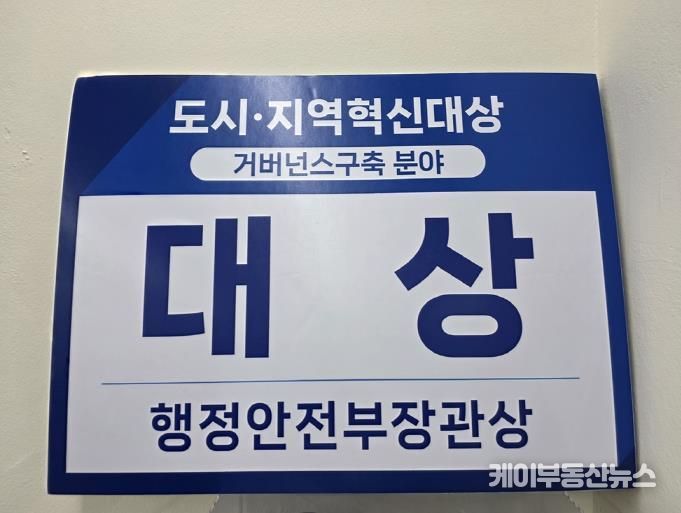 도시·지역혁신대상
거버넌스구축 분야
대 상
행정안전부장관상
케이부동산뉴스